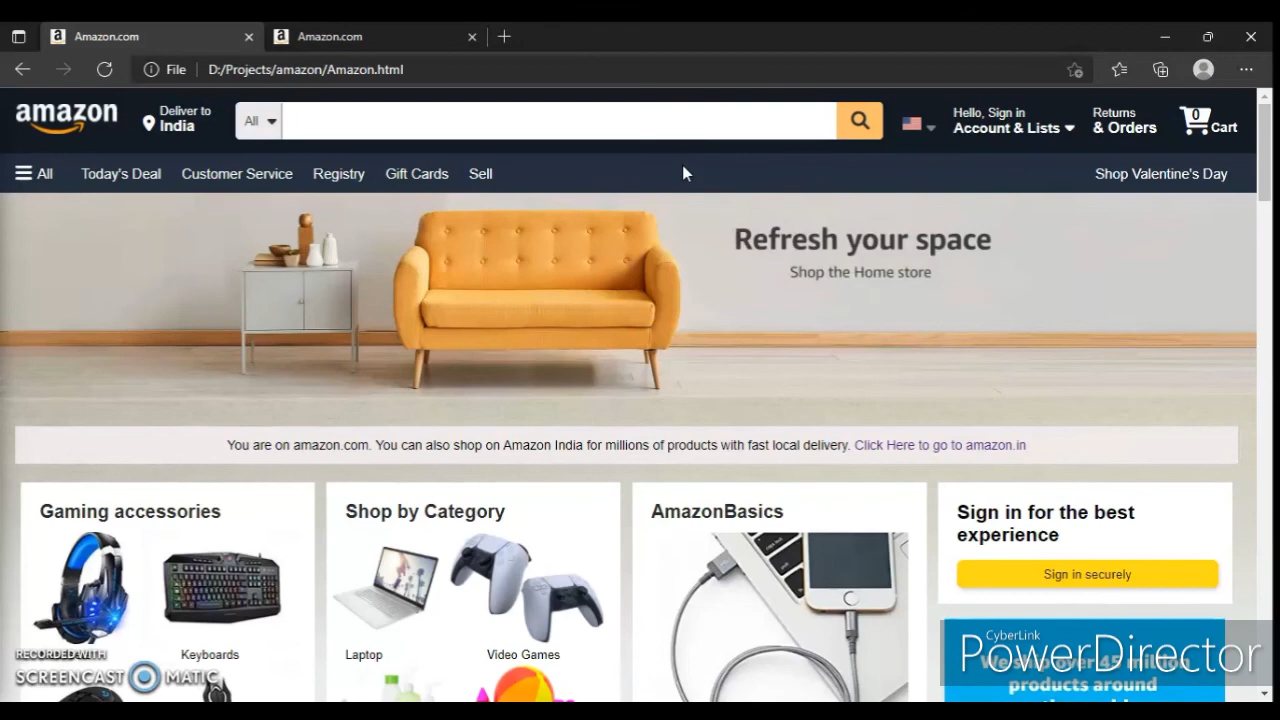 Amazon.com
Amazon.com
File
D:/Projects/amazon/Amazon.html
amazon
Deliver to
India
All
Hello, Sign in
Account & Lists
Returns
& Orders
0
Cart
All
Today's Deal
Customer Service
Registry
Gift Cards
Sell
Shop Valentine's Day
Refresh your space
Shop the Home store
You are on amazon.com. You can also shop on Amazon India for millions of products with fast local delivery. Click Here to go to amazon.in
Gaming accessories
Shop by Category
AmazonBasics
Sign in for the best
experience
Sign in securely
Keyboards
Laptop
Video Games
We ship over 45 million
products around
RECORDED WITH
SCREENCAST
MATIC
CyberLink
PowerDirector